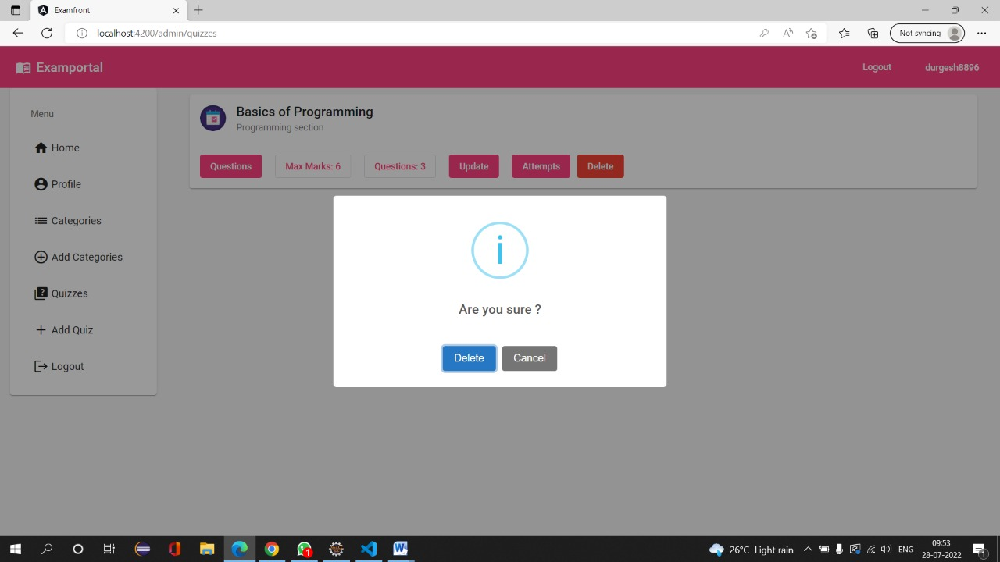 Examfront
localhost:4200/admin/quizzes
Not syncing
Examportal
Logout
durgesh8896
Menu
Home
Profile
Categories
Add Categories
Quizzes
Add Quiz
Logout
Basics of Programming
Programming section
Questions
Max Marks: 6
Questions: 3
Update
Attempts
Delete
i
Are you sure ?
Delete
Cancel
1
26°C Light rain
ENG
09:53
28-07-2022
1